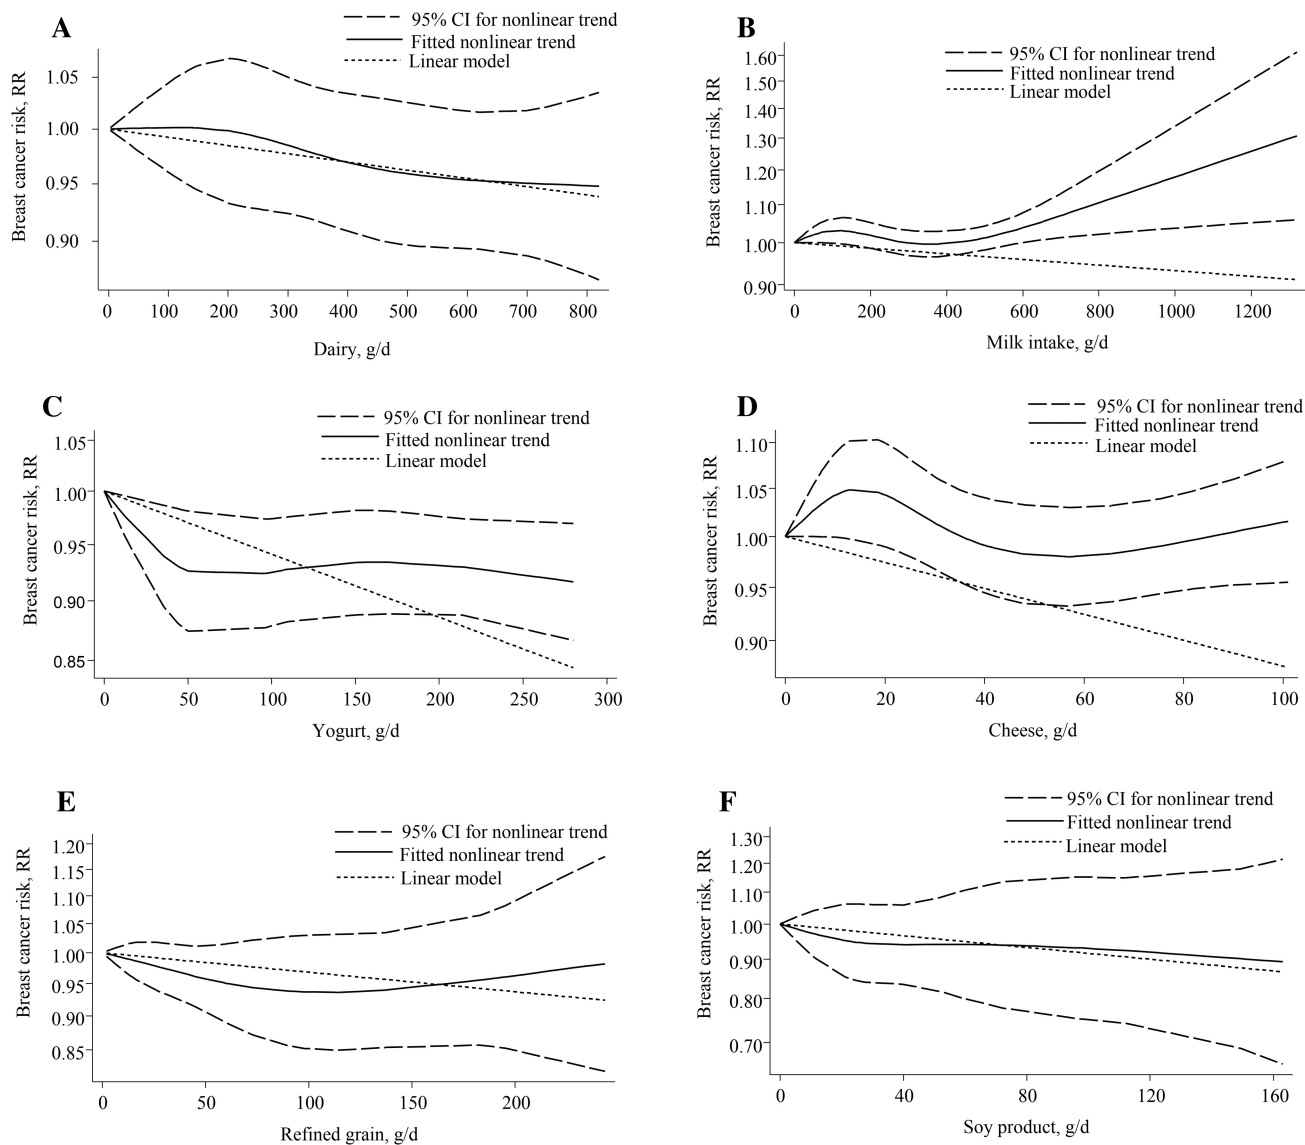 A
95% CI for nonlinear trend
Fitted nonlinear trend
Linear model
Breast cancer risk, RR
1.05
1.00
0.95
0.90
0 100 200 300 400 500 600 700 800
Dairy, g/d
B
95% CI for nonlinear trend
Fitted nonlinear trend
Linear model
Breast cancer risk, RR
1.60
1.50
1.40
1.30
1.20
1.10
1.00
0.90
0 200 400 600 800 1000 1200
Milk intake, g/d
C
95% CI for nonlinear trend
Fitted nonlinear trend
Linear model
Breast cancer risk, RR
1.05
1.00
0.95
0.90
0.85
0 50 100 150 200 250 300
Yogurt, g/d
D
95% CI for nonlinear trend
Fitted nonlinear trend
Linear model
Breast cancer risk, RR
1.10
1.05
1.00
0.95
0.90
0 20 40 60 80 100
Cheese, g/d
E
95% CI for nonlinear trend
Fitted nonlinear trend
Linear model
Breast cancer risk, RR
1.20
1.15
1.10
1.05
1.00
0.95
0.90
0.85
0 50 100 150 200
Refined grain, g/d
F
95% CI for nonlinear trend
Fitted nonlinear trend
Linear model
Breast cancer risk, RR
1.30
1.20
1.10
1.00
0.90
0.80
0.70
0 40 80 120 160
Soy product, g/d